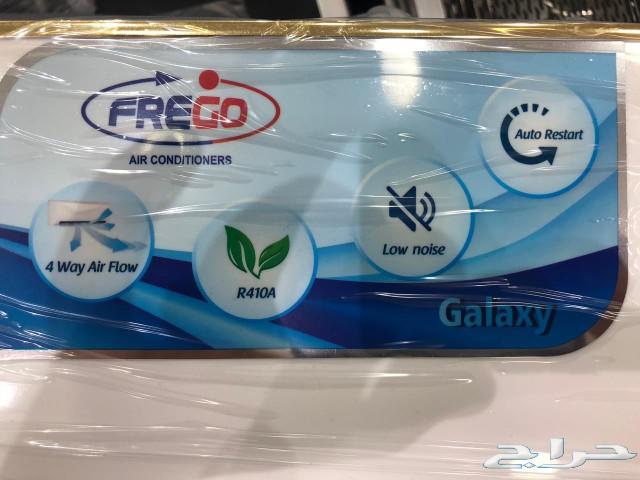 FREGO
AIR CONDITIONERS
Auto Restart
Low noise
4 Way Air Flow
R410A
Galaxy
حراج